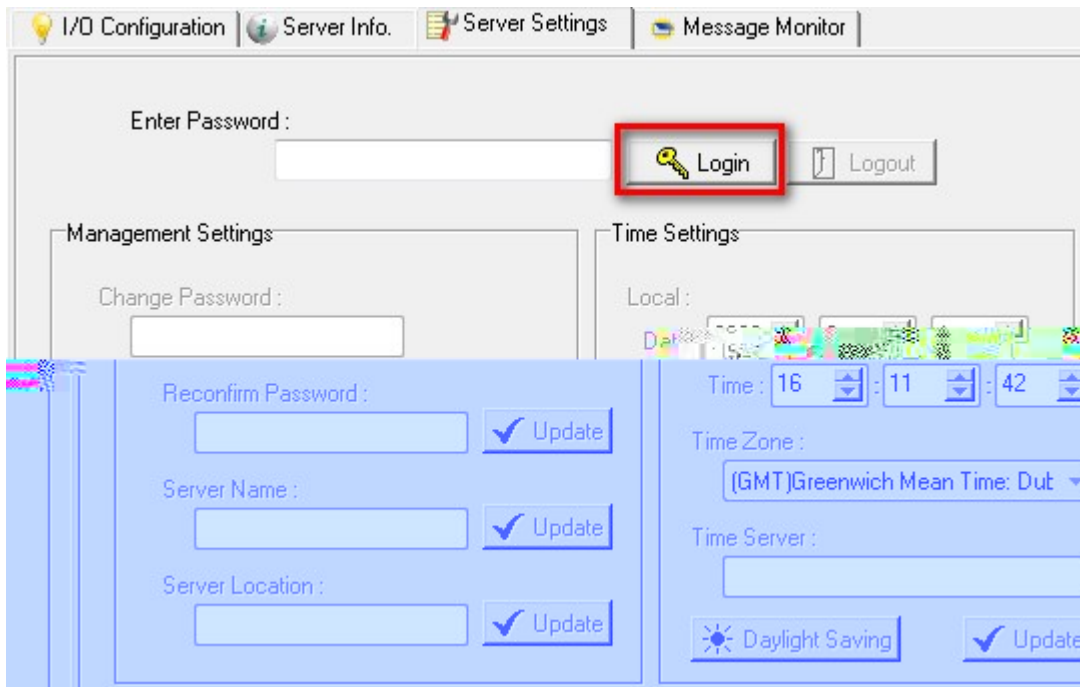 I/O Configuration Server Info. Server Settings Message Monitor
Enter Password :
Login Logout
Management Settings
Change Password :
Reconfirm Password :
Update
Server Name :
Update
Server Location :
Update
Time Settings
Local :
Time : 16 : 11 : 42
Time Zone :
(GMT)Greenwich Mean Time: Dub
Time Server :
Daylight Saving Update